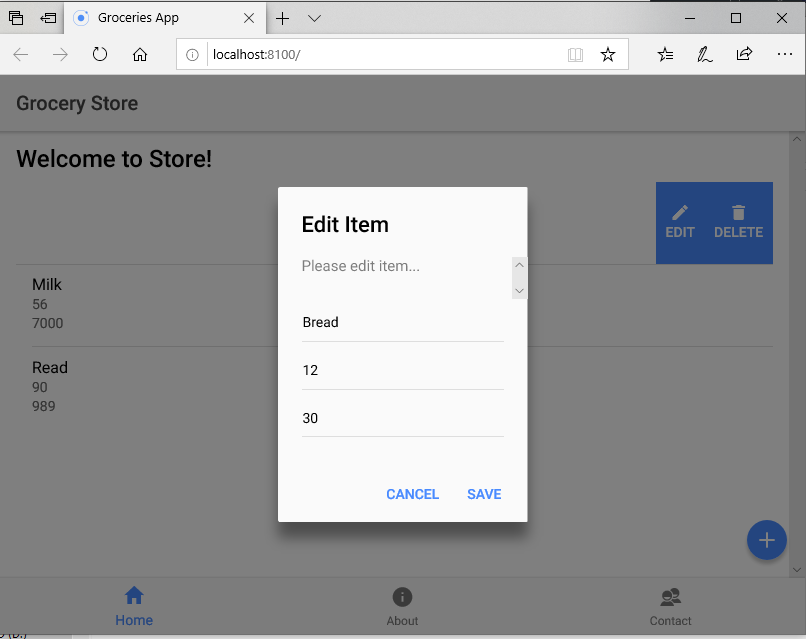 Groceries App
localhost:8100/
Grocery Store
Welcome to Store!
EDIT
DELETE
Milk
56
7000
Read
90
989
Edit Item
Please edit item...
Bread
12
30
CANCEL
SAVE
Home
About
Contact